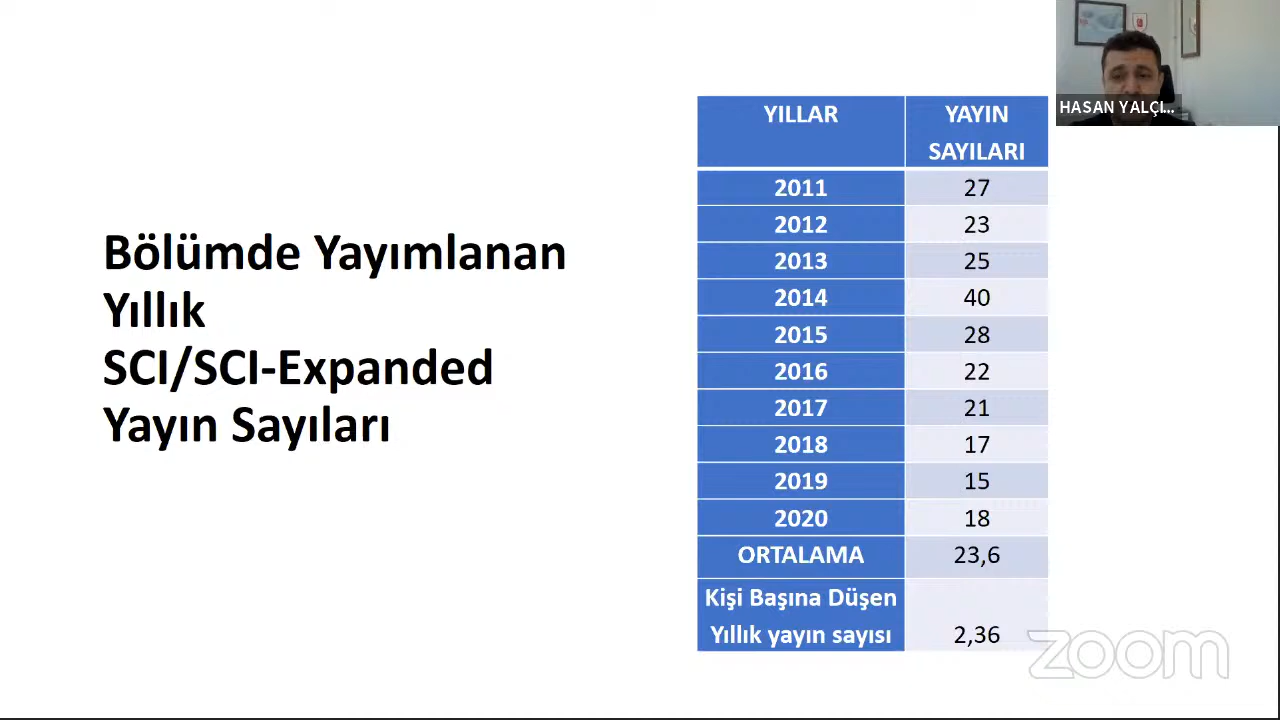 Bölümde Yayımlanan
Yıllık
SCI/SCI-Expanded
Yayın Sayıları
YILLAR YAYIN
SAYILARI
2011 27
2012 23
2013 25
2014 40
2015 28
2016 22
2017 21
2018 17
2019 15
2020 18
ORTALAMA 23,6
Kişi Başına Düşen
Yıllık yayın sayısı 2,36
HASAN YALÇI...
zoom